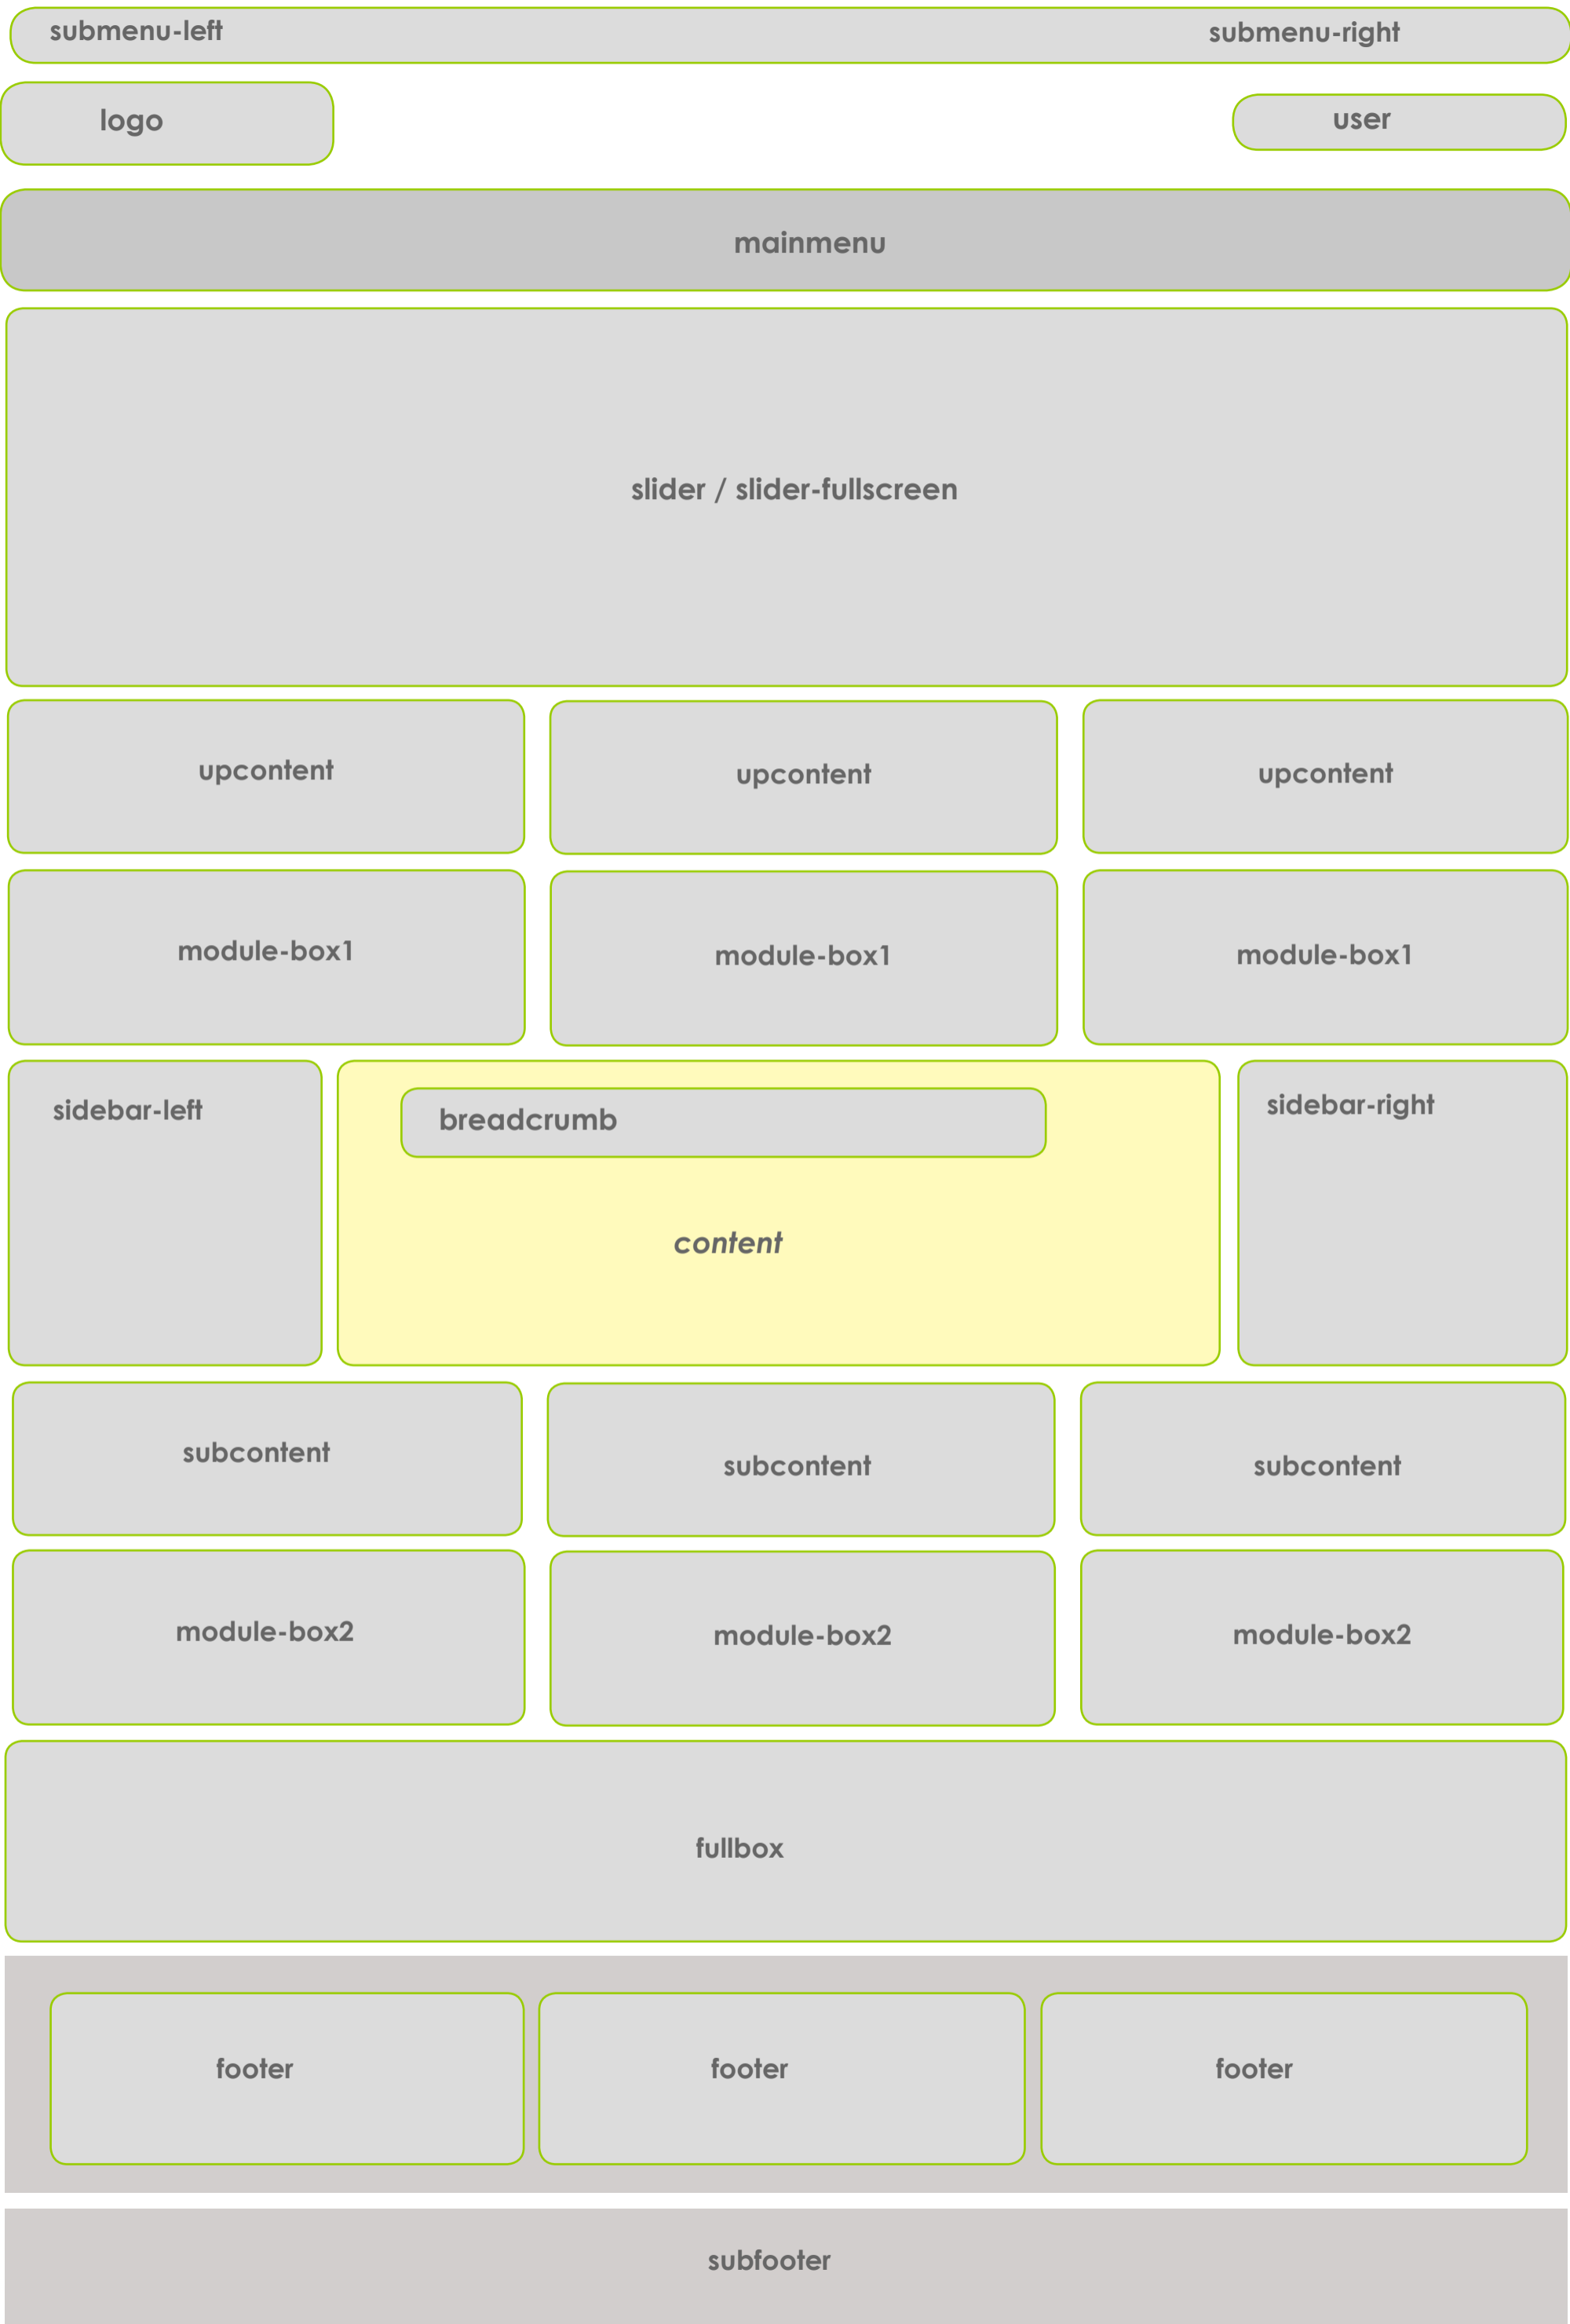 submenu-left submenu-right
logo user
mainmenu
slider / slider-fullscreen
upcontent upcontent upcontent
module-box1 module-box1 module-box1
sidebar-left breadcrumb sidebar-right
content
subcontent subcontent subcontent
module-box2 module-box2 module-box2
fullbox
footer footer footer
subfooter